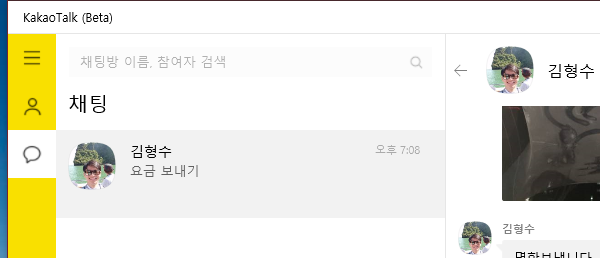 KakaoTalk (Beta)
채팅방 이름, 참여자 검색
채팅
김형수
오후 7:08
요금 보내기
김형수
김형수